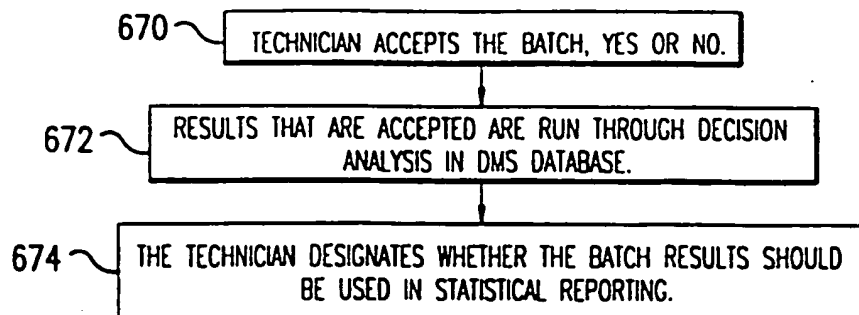 670
TECHNICIAN ACCEPTS THE BATCH, YES OR NO.
672
RESULTS THAT ARE ACCEPTED ARE RUN THROUGH DECISION
ANALYSIS IN DMS DATABASE.
674
THE TECHNICIAN DESIGNATES WHETHER THE BATCH RESULTS SHOULD
BE USED IN STATISTICAL REPORTING.